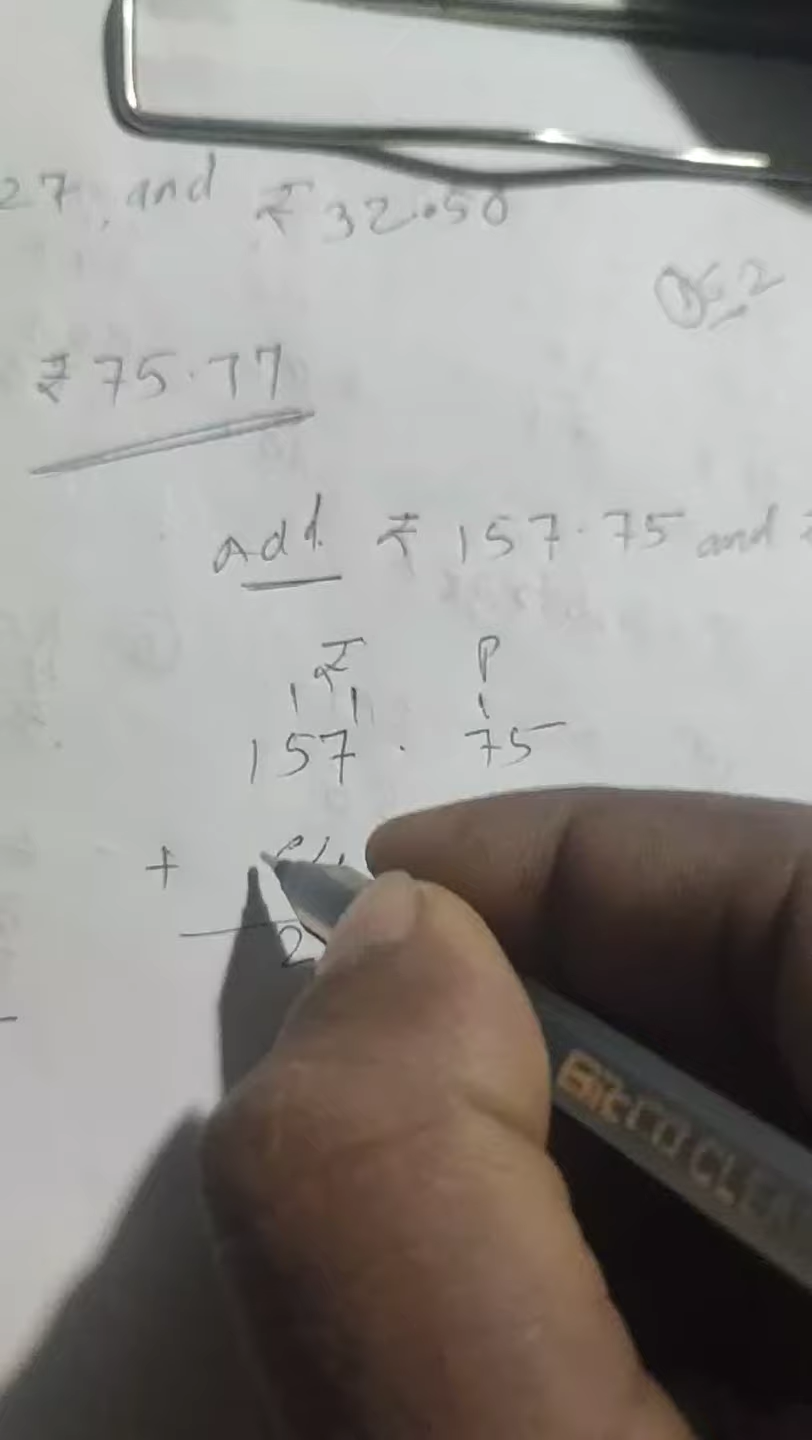 27, and ₹ 32.50
₹ 75.77
add ₹ 157.75 and
₹ P
1 1 1
157 . 75
+
2